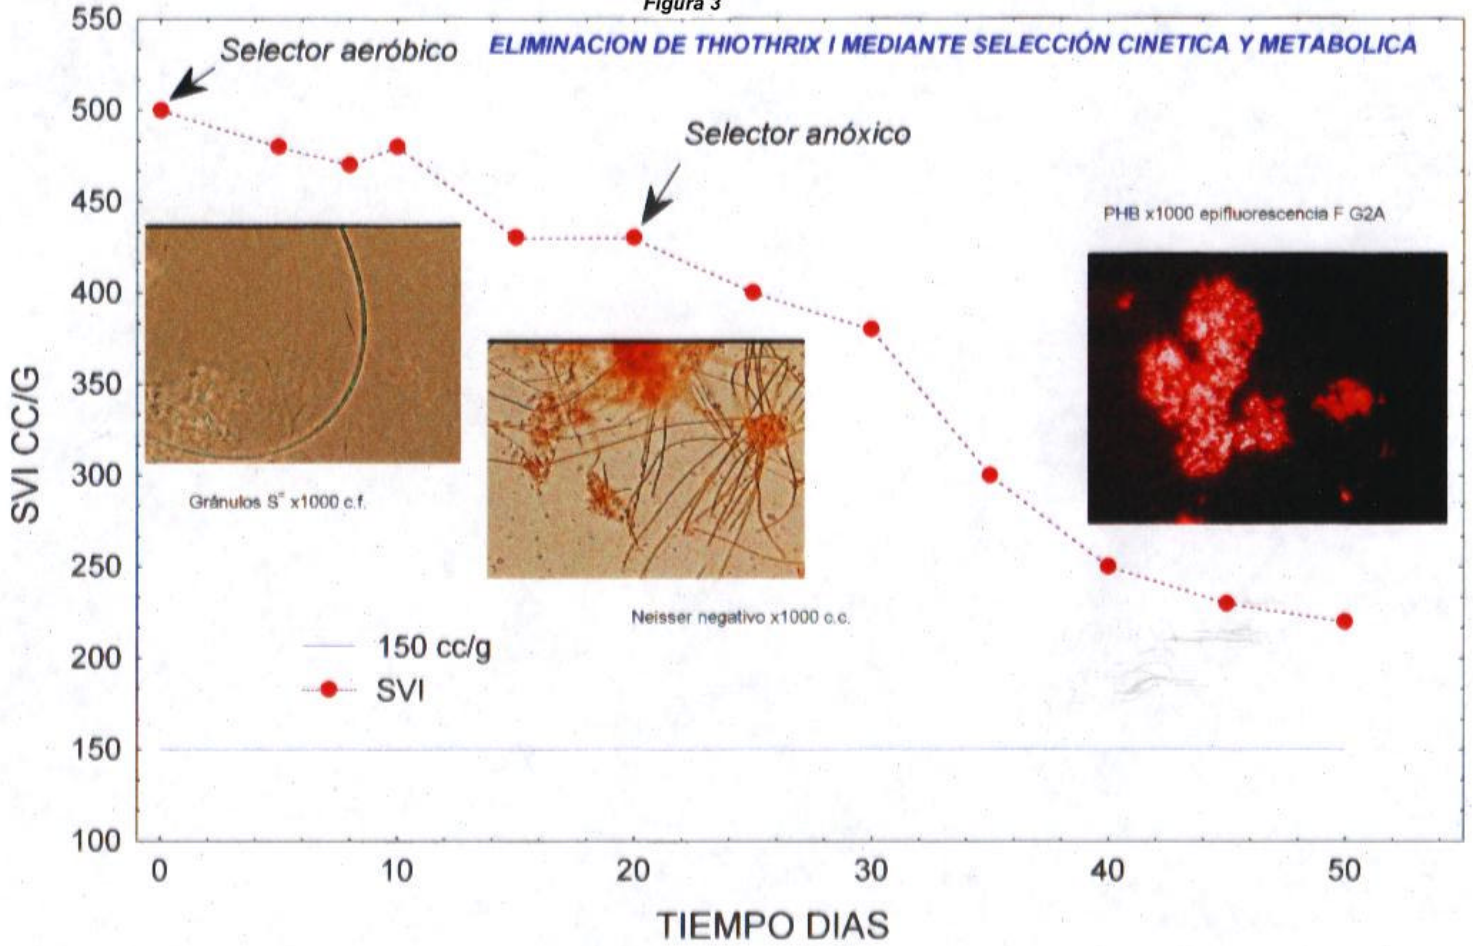 Figura 3
ELIMINACION DE THIOTHRIX I MEDIANTE SELECCIÓN CINETICA Y METABOLICA
Selector aeróbico
Selector anóxico
PHB x1000 epifluorescencia F G2A
Gránulos S° x1000 c.f.
Neisser negativo x1000 c.c.
150 cc/g
SVI
SVI CC/G
550
500
450
400
350
300
250
200
150
100
0
10
20
30
40
50
TIEMPO DIAS